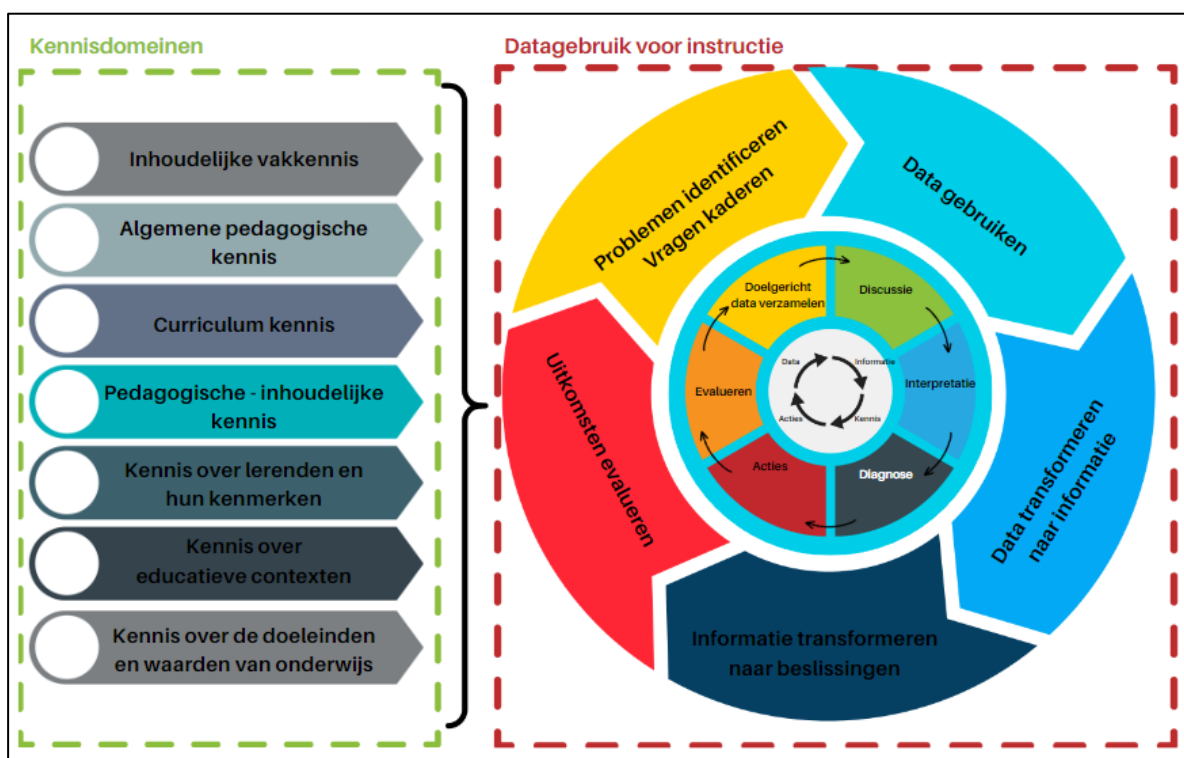 Kennisdomeinen
Inhoudelijke vakkennis
Algemene pedagogische
kennis
Curriculum kennis
Pedagogische - inhoudelijke
kennis
Kennis over lerenden en
hun kenmerken
Kennis over
educatieve contexten
Kennis over de doeleinden
en waarden van onderwijs
Datagebruik voor instructie
Problemen identificeren
Vragen kaderen
Data gebruiken
Data transformeren
naar informatie
Informatie transformeren
naar beslissingen
Uitkomsten evalueren
Doelgericht
data verzamelen
Discussie
Interpretatie
Diagnose
Acties
Evalueren
Data
Informatie
Kennis
Acties